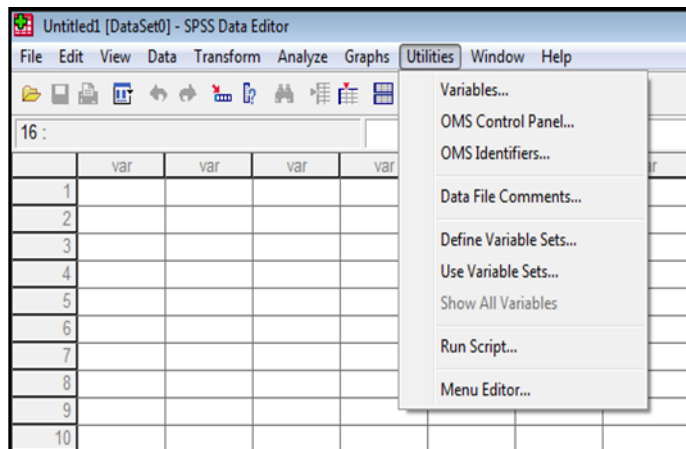 Untitled1 [DataSet0] - SPSS Data Editor
File Edit View Data Transform Analyze Graphs Utilities Window Help
16 :
Variables...
OMS Control Panel...
OMS Identifiers...
Data File Comments...
Define Variable Sets...
Use Variable Sets...
Show All Variables
Run Script...
Menu Editor...
var var var var
1
2
3
4
5
6
7
8
9
10